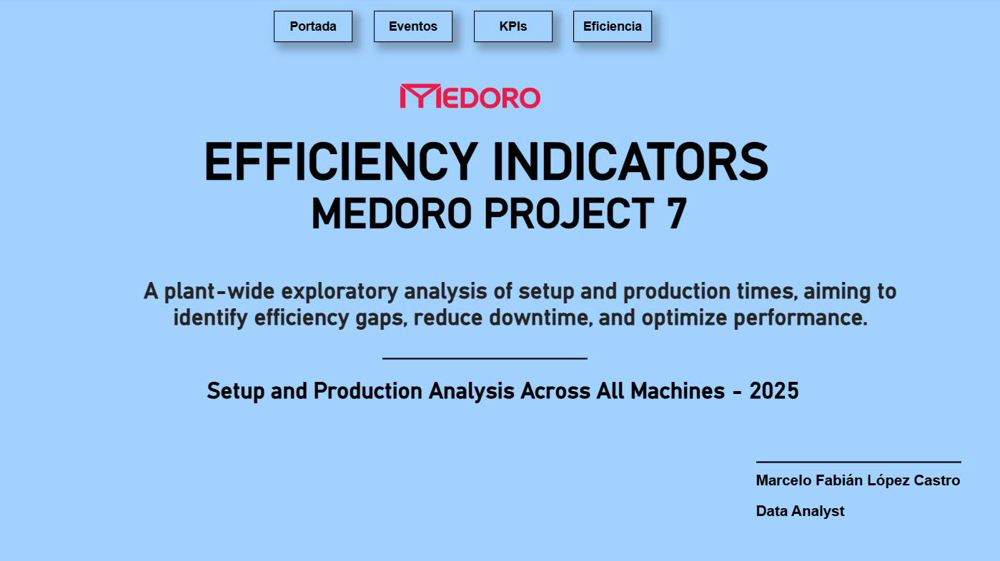 Portada Eventos KPIs Eficiencia
MEDORO
EFFICIENCY INDICATORS
MEDORO PROJECT 7
A plant-wide exploratory analysis of setup and production times, aiming to
identify efficiency gaps, reduce downtime, and optimize performance.
Setup and Production Analysis Across All Machines - 2025
Marcelo Fabián López Castro
Data Analyst